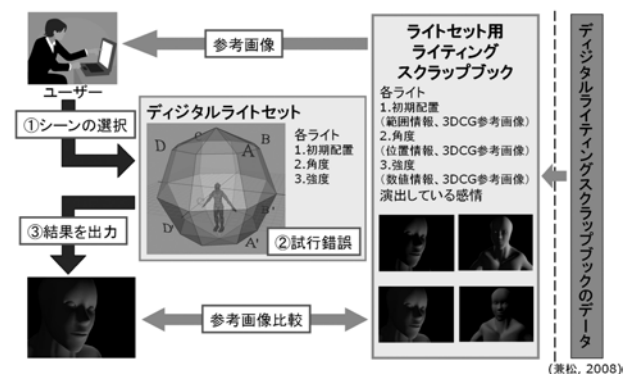 参考画像
ユーザー
①シーンの選択
ディジタルライトセット
D
C
B
A
D'
B'
A'
各ライト
1.初期配置
2.角度
3.強度
②試行錯誤
③結果を出力
参考画像比較
ライトセット用
ライティング
スクラップブック
各ライト
1.初期配置
(範囲情報、3DCG参考画像)
2.角度
(位置情報、3DCG参考画像)
3.強度
(数値情報、3DCG参考画像)
演出している感情
ディジタルライティングスクラップブックのデータ
(兼松, 2008)